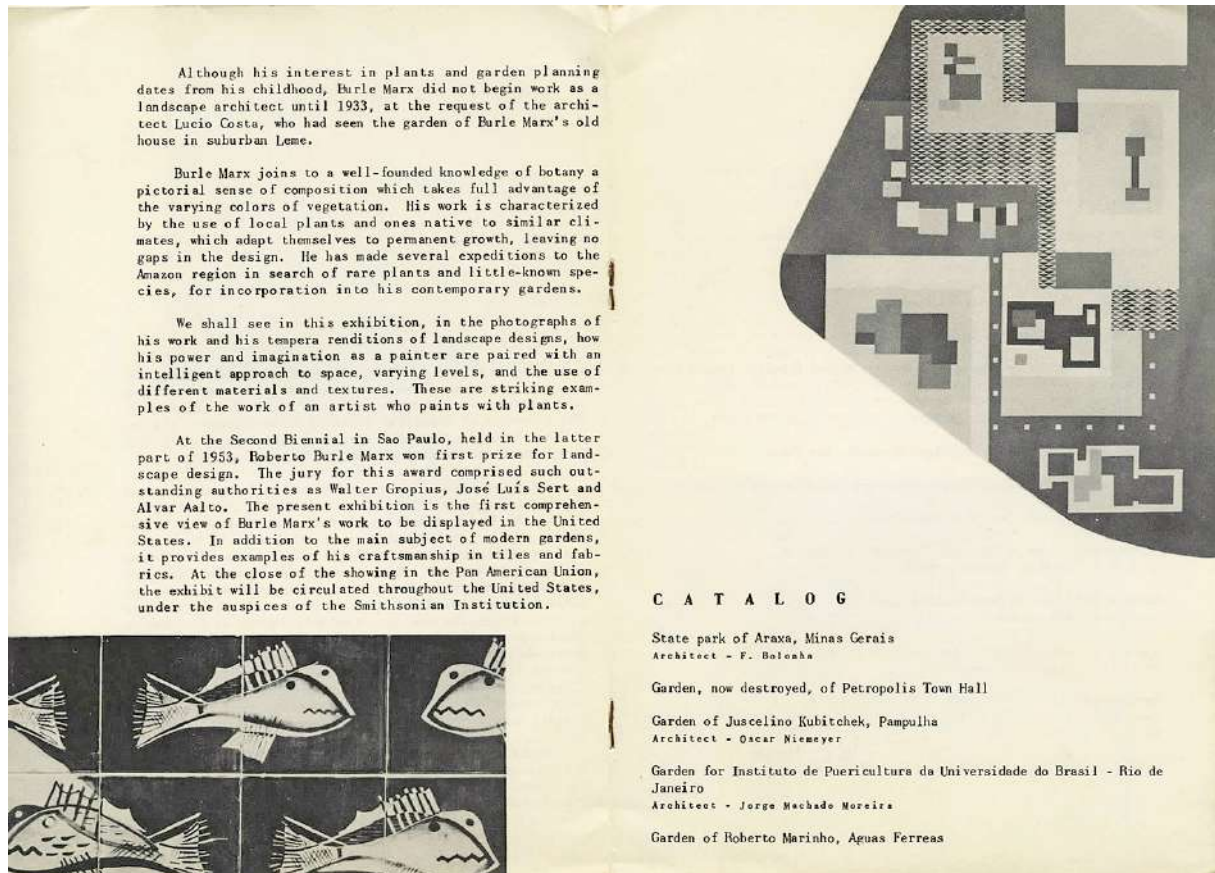 Although his interest in plants and garden planning
dates from his childhood, Burle Marx did not begin work as a
landscape architect until 1933, at the request of the archi-
tect Lucio Costa, who had seen the garden of Burle Marx's old
house in suburban Leme.
Burle Marx joins to a well-founded knowledge of botany a
pictorial sense of composition which takes full advantage of
the varying colors of vegetation. His work is characterized
by the use of local plants and ones native to similar cli-
mates, which adapt themselves to permanent growth, leaving no
gaps in the design. He has made several expeditions to the
Amazon region in search of rare plants and little-known spe-
cies, for incorporation into his contemporary gardens.
We shall see in this exhibition, in the photographs of
his work and his tempera renditions of landscape designs, how
his power and imagination as a painter are paired with an
intelligent approach to space, varying levels, and the use of
different materials and textures. These are striking exam-
ples of the work of an artist who paints with plants.
At the Second Biennial in Sao Paulo, held in the latter
part of 1953, Roberto Burle Marx won first prize for land-
scape design. The jury for this award comprised such out-
standing authorities as Walter Gropius, José Luís Sert and
Alvar Aalto. The present exhibition is the first comprehen-
sive view of Burle Marx's work to be displayed in the United
States. In addition to the main subject of modern gardens,
it provides examples of his craftsmanship in tiles and fab-
rics. At the close of the showing in the Pan American Union,
the exhibit will be circulated throughout the United States,
under the auspices of the Smithsonian Institution.
C A T A L O G
State park of Araxa, Minas Gerais
Architect - F. Bolonha
Garden, now destroyed, of Petropolis Town Hall
Garden of Juscelino Kubitchek, Pampulha
Architect - Oscar Niemeyer
Garden for Instituto de Puericultura da Universidade do Brasil - Rio de
Janeiro
Architect - Jorge Machado Moreira
Garden of Roberto Marinho, Aguas Ferreas